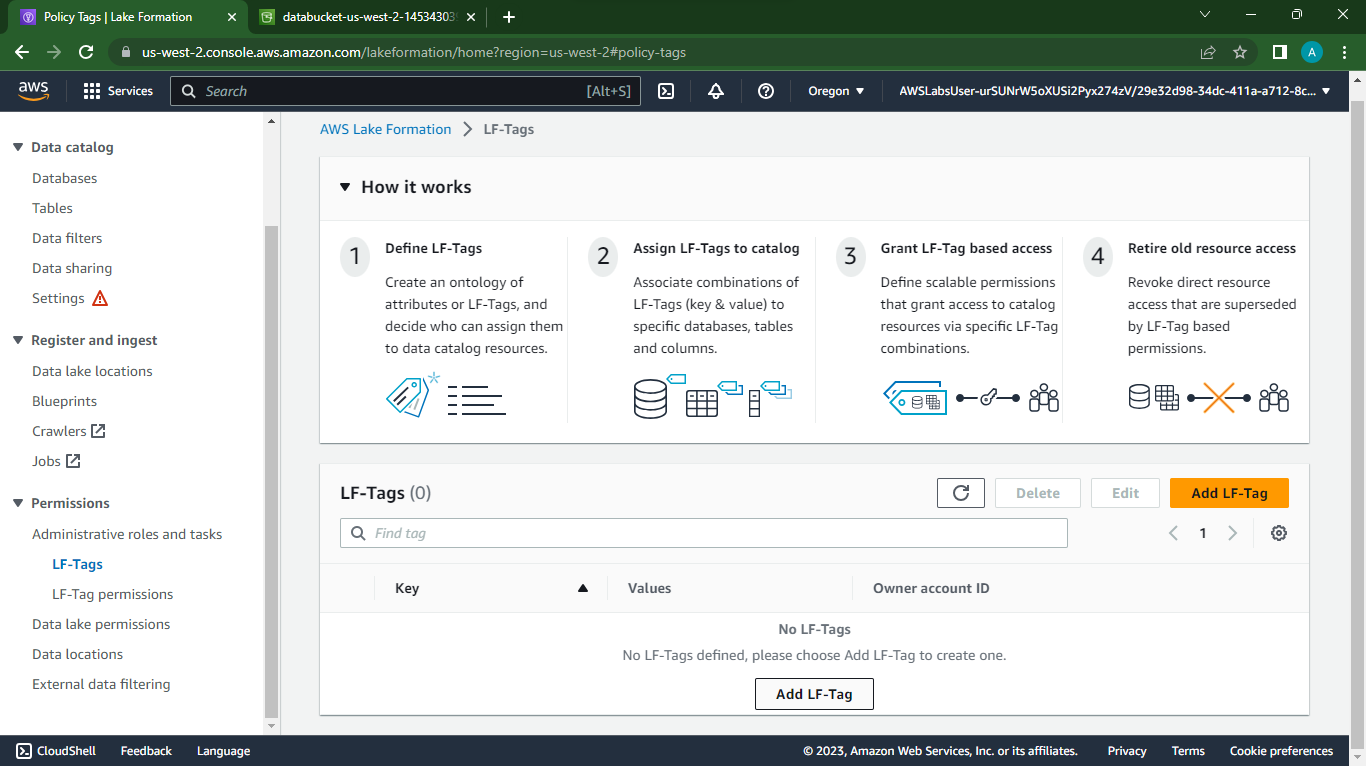 Policy Tags | Lake Formation
databucket-us-west-2-14534303
us-west-2.console.aws.amazon.com/lakeformation/home?region=us-west-2#policy-tags
A
aws
Services
Search
[Alt+S]
Oregon
AWSLabsUser-urSUNrW5oXUSi2Pyx274zV/29e32d98-34dc-411a-a712-8c...
Data catalog
Databases
Tables
Data filters
Data sharing
Settings
Register and ingest
Data lake locations
Blueprints
Crawlers
Jobs
Permissions
Administrative roles and tasks
LF-Tags
LF-Tag permissions
Data lake permissions
Data locations
External data filtering
AWS Lake Formation > LF-Tags
How it works
1
Define LF-Tags
Create an ontology of
attributes or LF-Tags, and
decide who can assign them
to data catalog resources.
2
Assign LF-Tags to catalog
Associate combinations of
LF-Tags (key & value) to
specific databases, tables
and columns.
3
Grant LF-Tag based access
Define scalable permissions
that grant access to catalog
resources via specific LF-Tag
combinations.
4
Retire old resource access
Revoke direct resource
access that are superseded
by LF-Tag based
permissions.
LF-Tags (0)
Delete
Edit
Add LF-Tag
Find tag
1
Key
Values
Owner account ID
No LF-Tags
No LF-Tags defined, please choose Add LF-Tag to create one.
Add LF-Tag
CloudShell
Feedback
Language
© 2023, Amazon Web Services, Inc. or its affiliates.
Privacy
Terms
Cookie preferences